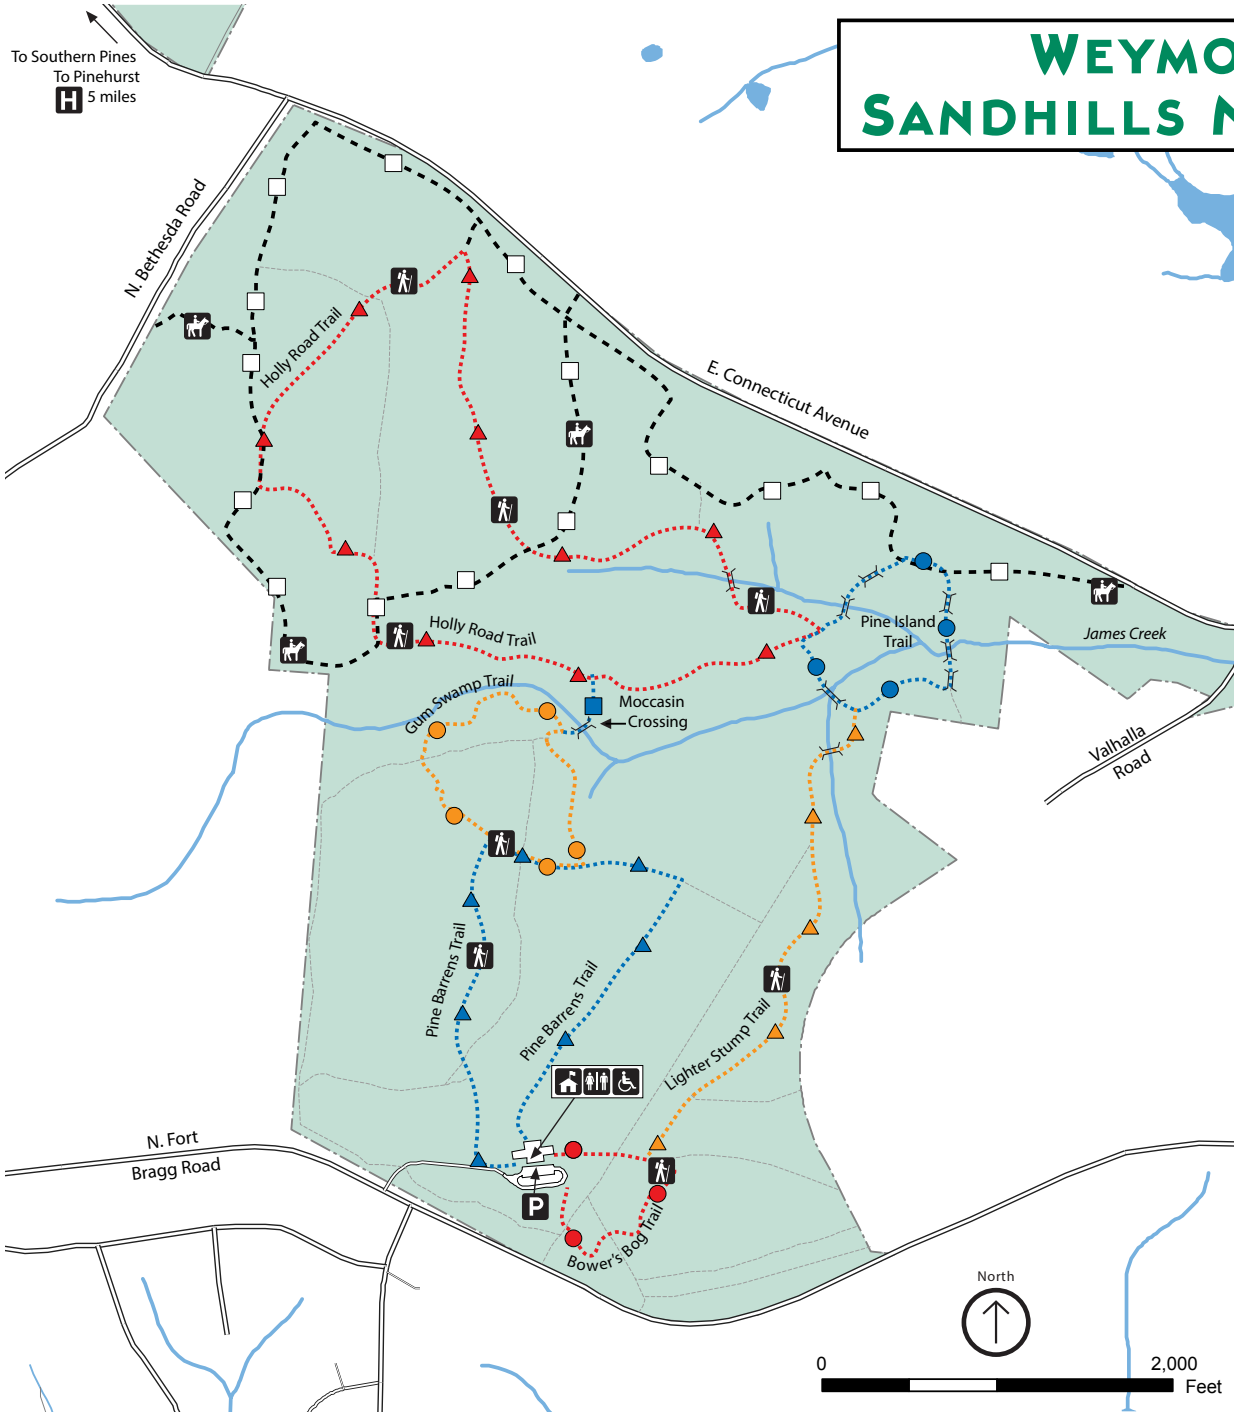 WEYMO
SANDHILLS N
To Southern Pines
To Pinehurst
H 5 miles
N. Bethesda Road
E. Connecticut Avenue
Holly Road Trail
Holly Road Trail
Pine Island
Trail
James Creek
Gum Swamp Trail
Moccasin
Crossing
Valhalla
Road
Pine Barrens Trail
Pine Barrens Trail
Lighter Stump Trail
N. Fort
Bragg Road
P
Bower's Bog Trail
North
0 2,000
Feet